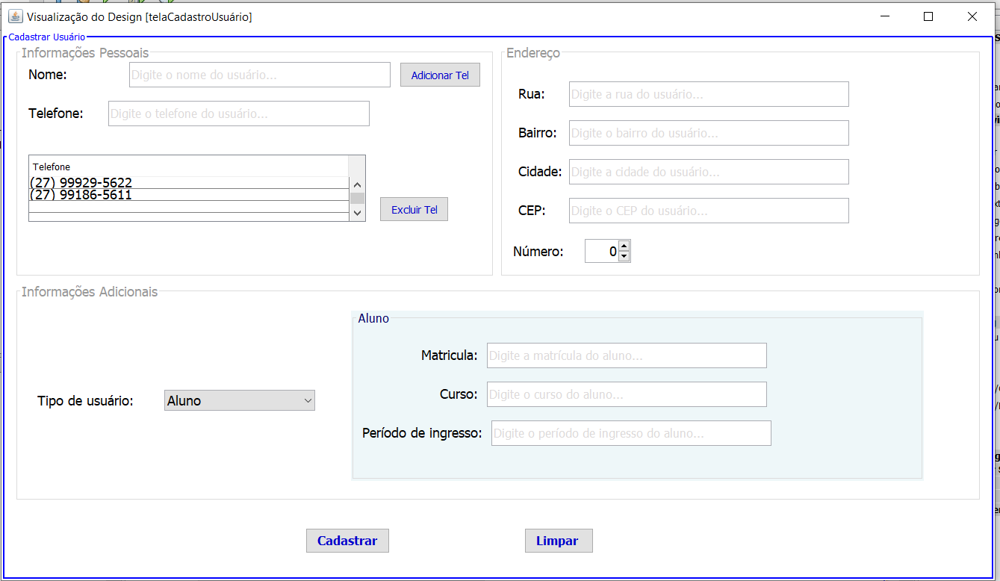 Visualização do Design [telaCadastroUsuário]
Cadastrar Usuário
Informações Pessoais
Nome: Digite o nome do usuário... Adicionar Tel
Telefone: Digite o telefone do usuário...
Telefone
(27) 99929-5622
(27) 99186-5611
Excluir Tel
Endereço
Rua: Digite a rua do usuário...
Bairro: Digite o bairro do usuário...
Cidade: Digite a cidade do usuário...
CEP: Digite o CEP do usuário...
Número: 0
Informações Adicionais
Tipo de usuário: Aluno
Aluno
Matricula: Digite a matrícula do aluno...
Curso: Digite o curso do aluno...
Período de ingresso: Digite o período de ingresso do aluno...
Cadastrar Limpar